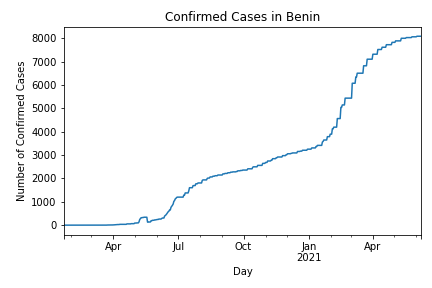 Confirmed Cases in Benin
Number of Confirmed Cases
8000
7000
6000
5000
4000
3000
2000
1000
0
Apr Jul Oct Jan Apr
2021
Day